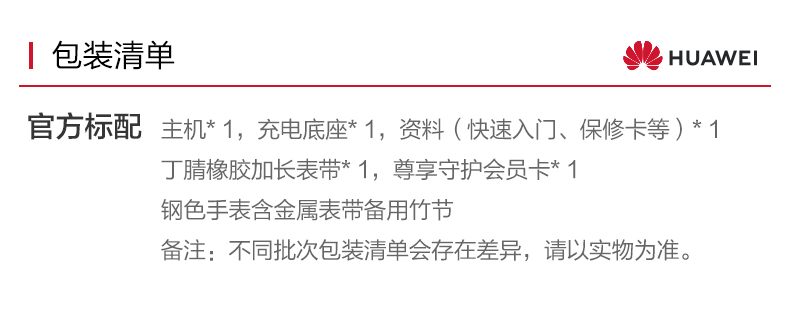 包装清单
HUAWEI
官方标配 主机* 1，充电底座* 1，资料（快速入门、保修卡等）* 1
丁腈橡胶加长表带* 1，尊享守护会员卡* 1
钢色手表含金属表带备用竹节
备注：不同批次包装清单会存在差异，请以实物为准。